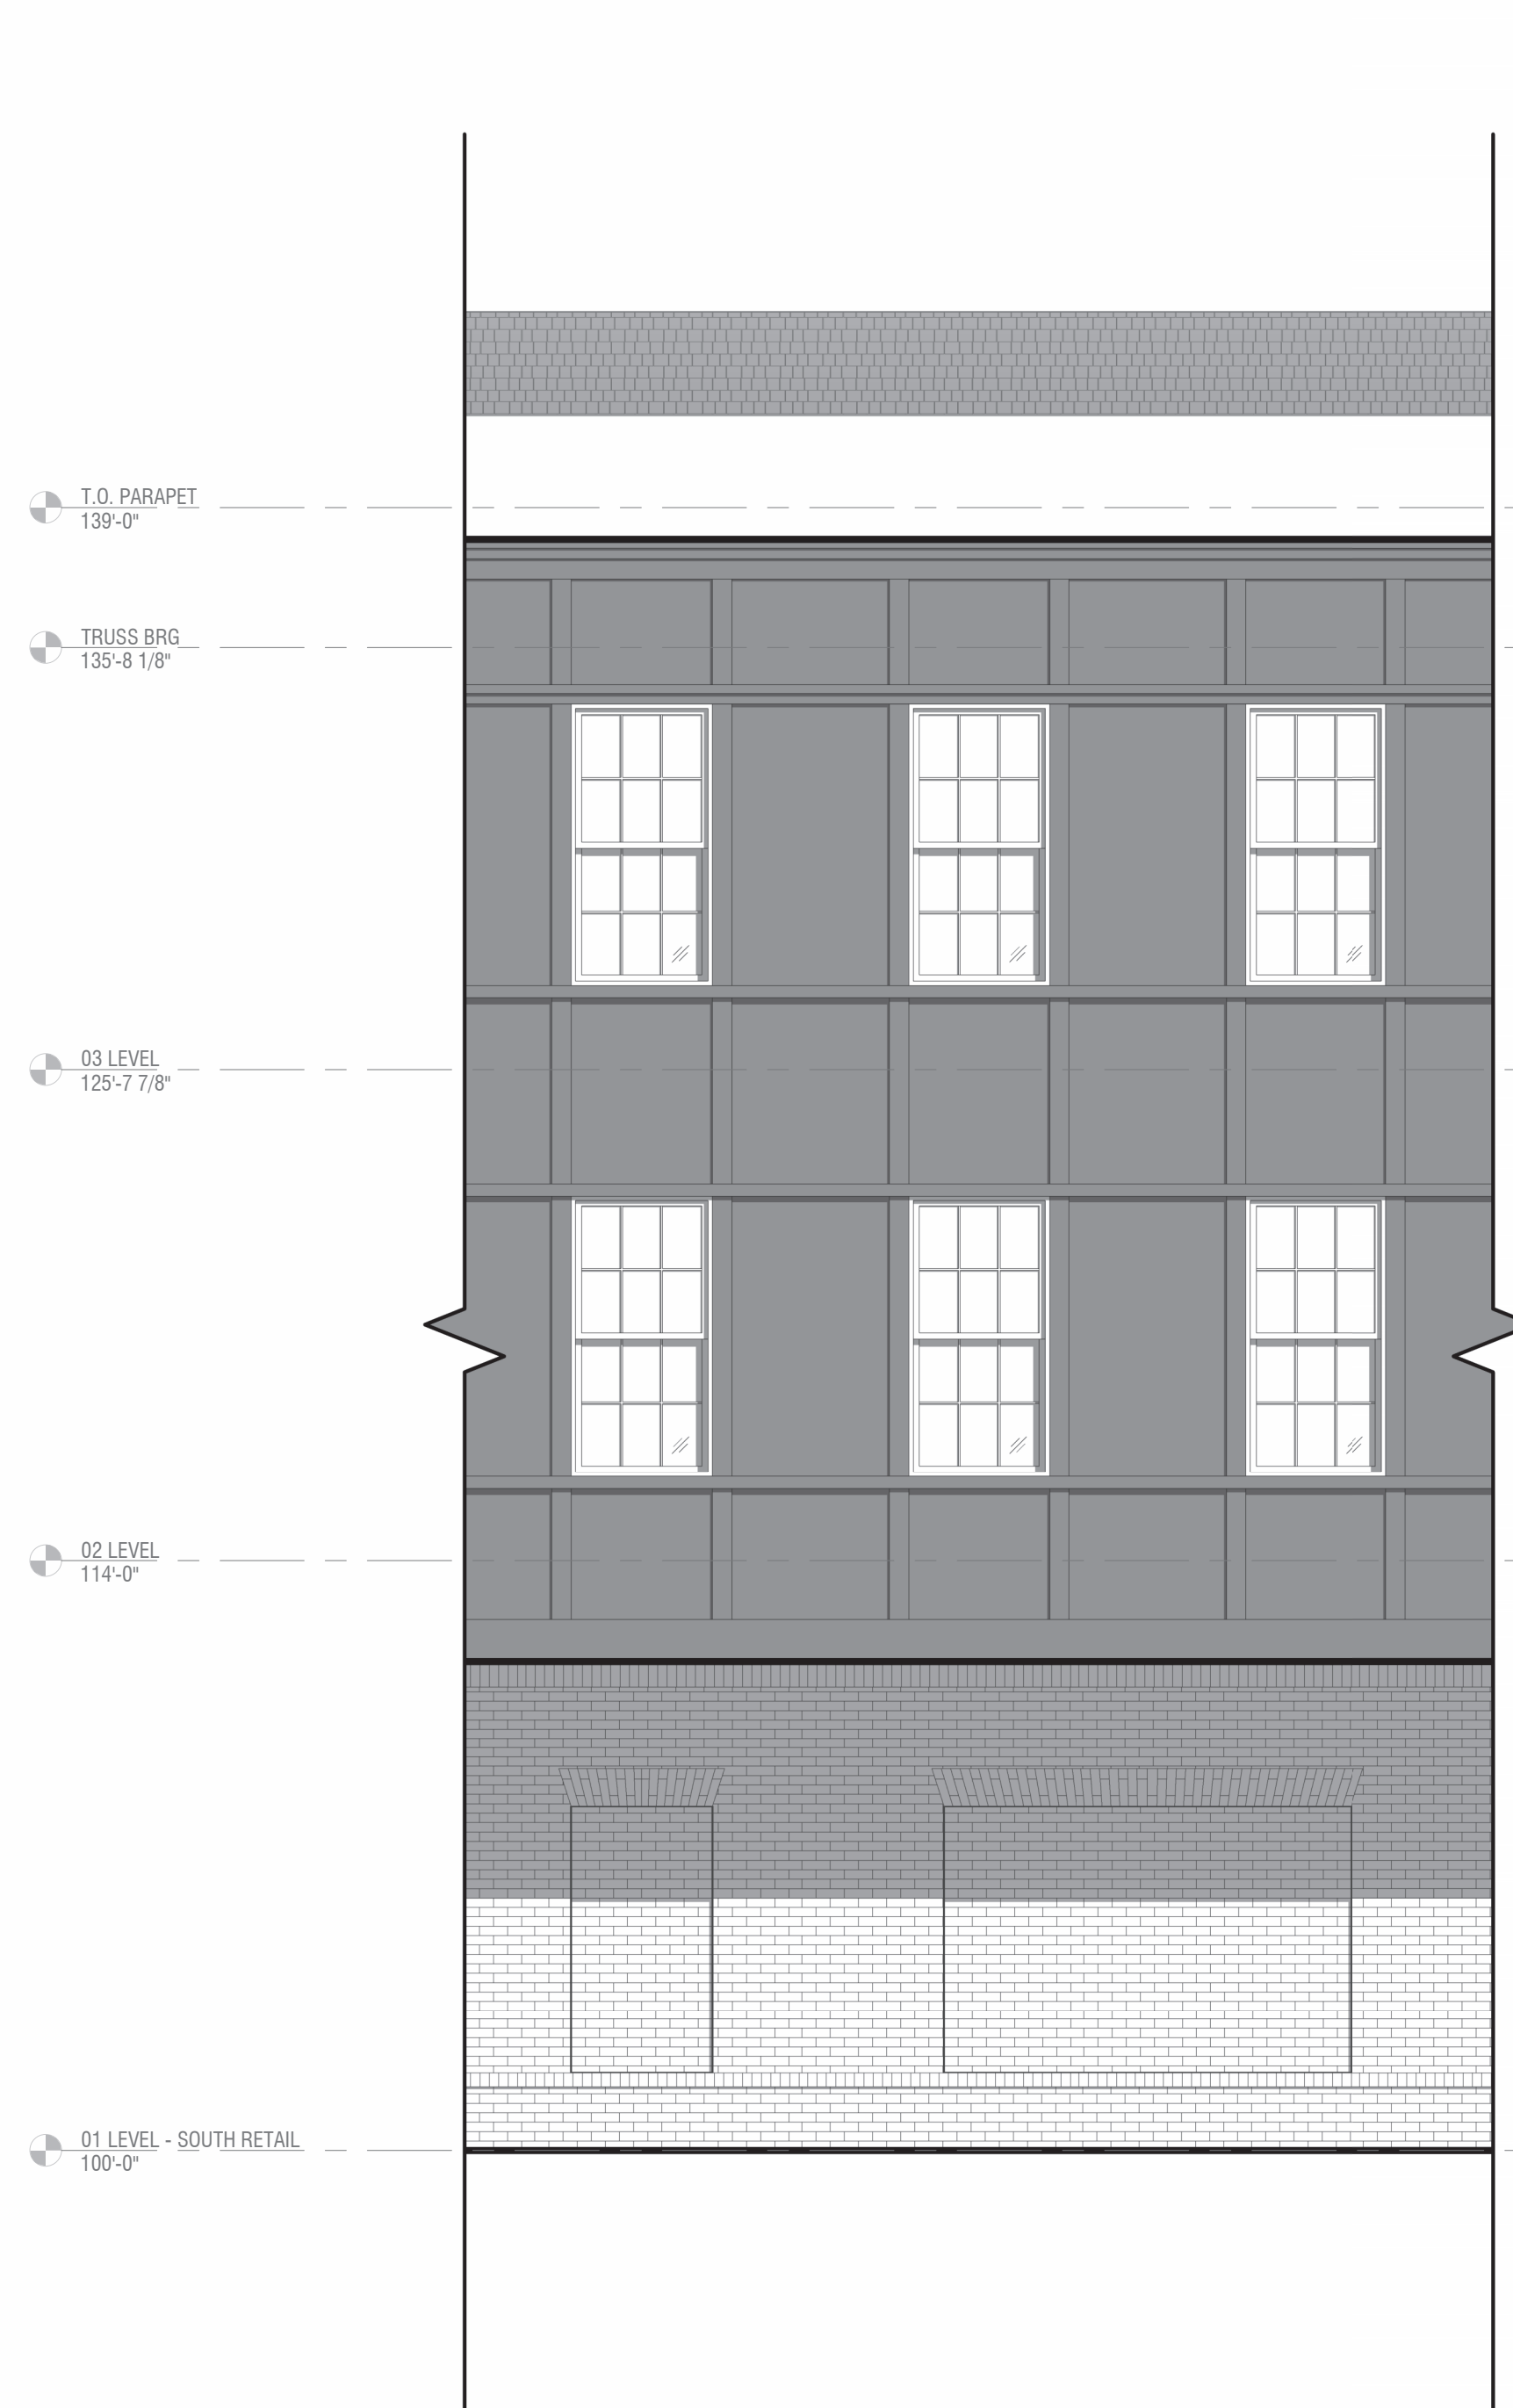 T.O. PARAPET
139'-0"
TRUSS BRG
135'-8 1/8"
03 LEVEL
125'-7 7/8"
02 LEVEL
114'-0"
01 LEVEL - SOUTH RETAIL
100'-0"